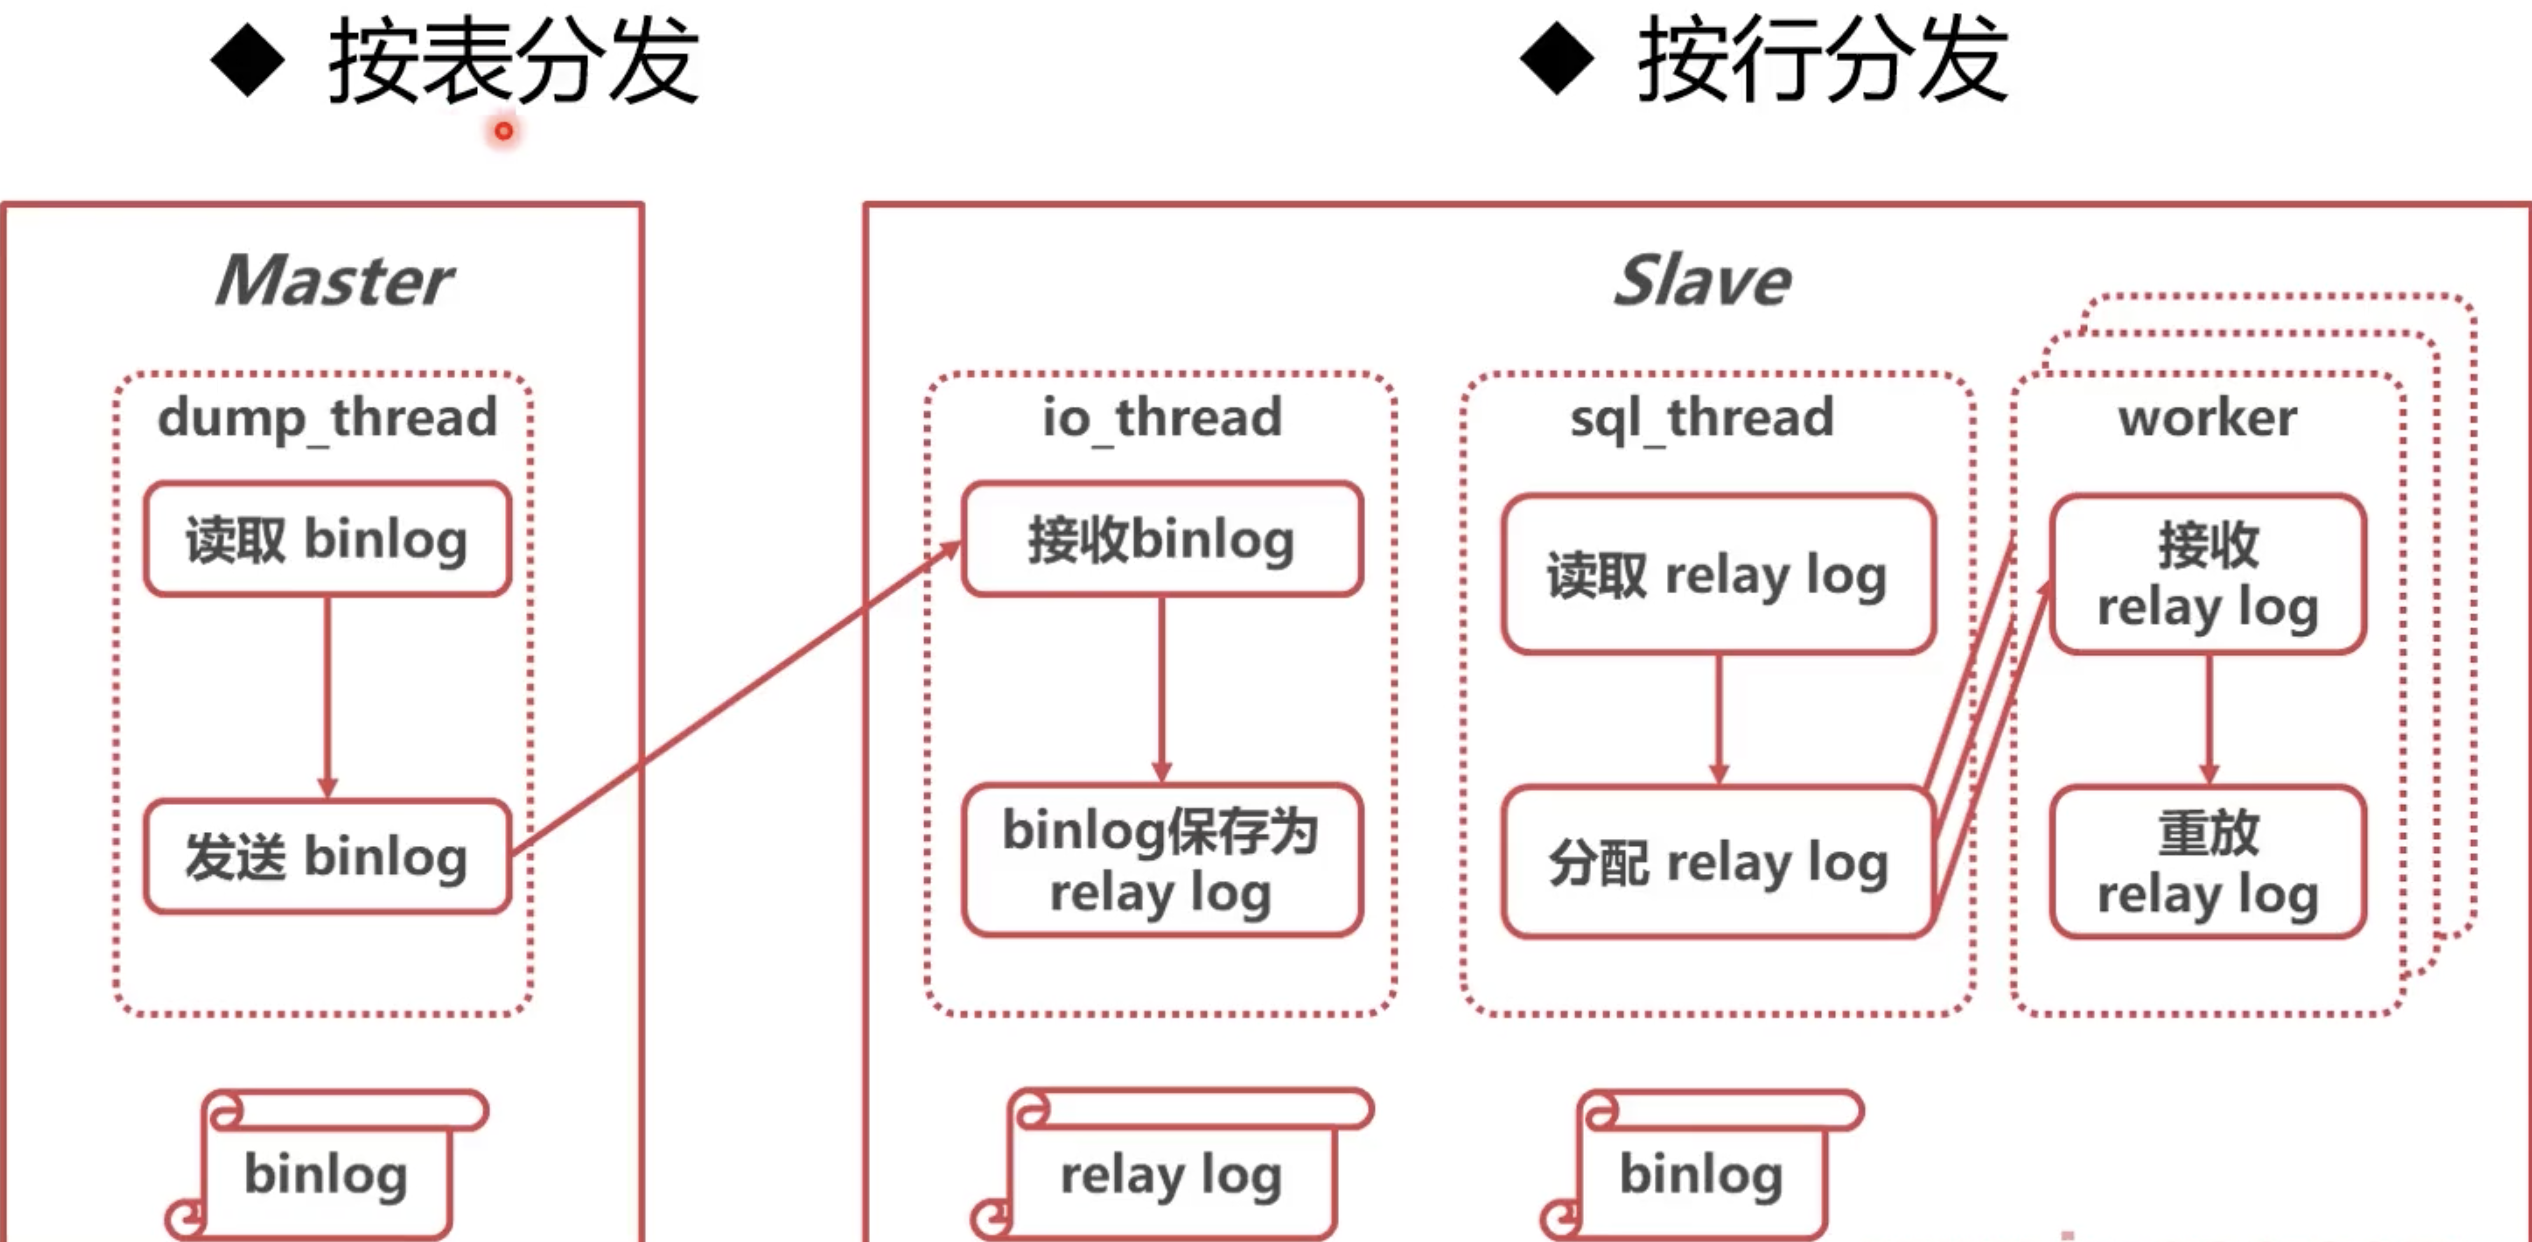 ◆ 按表分发
◆ 按行分发
Master
Slave
dump_thread
读取 binlog
发送 binlog
io_thread
接收binlog
binlog保存为
relay log
sql_thread
读取 relay log
分配 relay log
worker
接收
relay log
重放
relay log
binlog
relay log
binlog